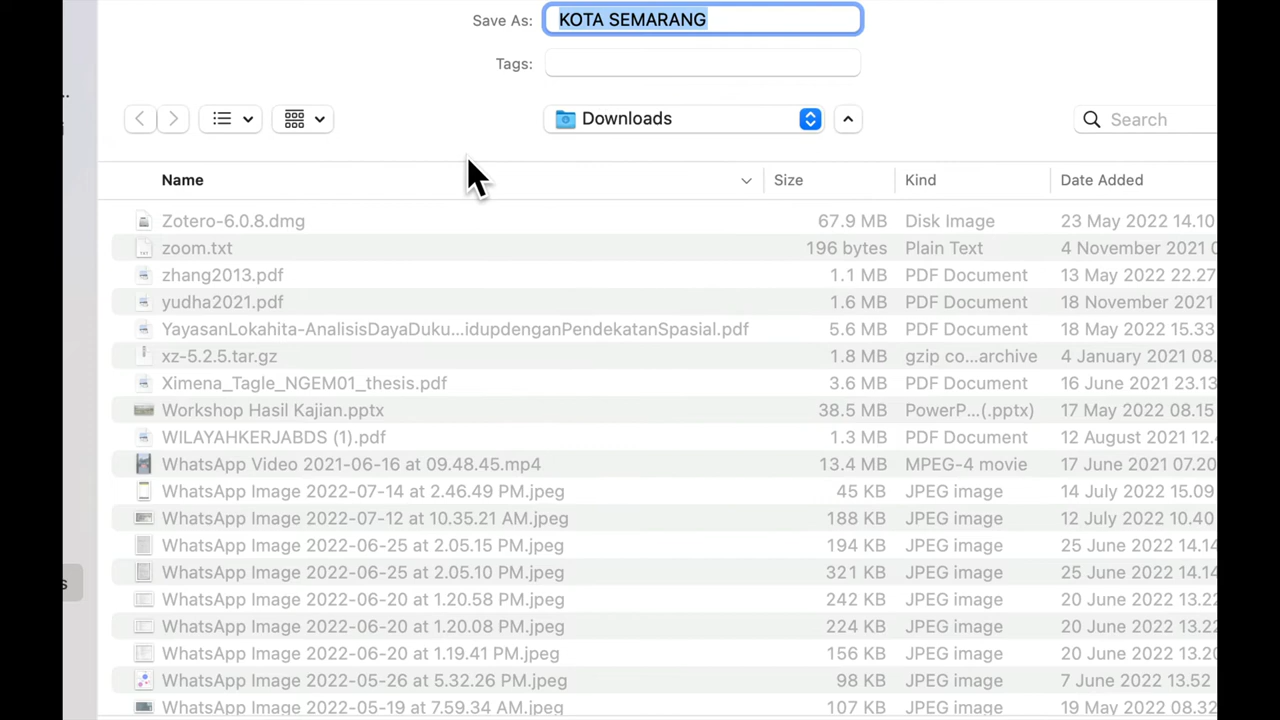 Save As: KOTA SEMARANG
Tags:
Downloads
Search
Name Size Kind Date Added
Zotero-6.0.8.dmg 67.9 MB Disk Image 23 May 2022 14.10
zoom.txt 196 bytes Plain Text 4 November 2021
zhang2013.pdf 1.1 MB PDF Document 13 May 2022 22.27
yudha2021.pdf 1.6 MB PDF Document 18 November 2021
YayasanLokahita-AnalisisDayaDuku...idupdenganPendekatanSpasial.pdf 5.6 MB PDF Document 18 May 2022 15.33
xz-5.2.5.tar.gz 1.8 MB gzip co...archive 4 January 2021 08.
Ximena_Tagle_NGEM01_thesis.pdf 3.6 MB PDF Document 16 June 2021 23.13
Workshop Hasil Kajian.pptx 38.5 MB PowerP...(.pptx) 17 May 2022 08.15
WILAYAHKERJABDS (1).pdf 1.3 MB PDF Document 12 August 2021 12.
WhatsApp Video 2021-06-16 at 09.48.45.mp4 13.4 MB MPEG-4 movie 17 June 2021 07.20
WhatsApp Image 2022-07-14 at 2.46.49 PM.jpeg 45 KB JPEG image 14 July 2022 15.09
WhatsApp Image 2022-07-12 at 10.35.21 AM.jpeg 188 KB JPEG image 12 July 2022 10.40
WhatsApp Image 2022-06-25 at 2.05.15 PM.jpeg 194 KB JPEG image 25 June 2022 14.14
WhatsApp Image 2022-06-25 at 2.05.10 PM.jpeg 321 KB JPEG image 25 June 2022 14.14
WhatsApp Image 2022-06-20 at 1.20.58 PM.jpeg 242 KB JPEG image 20 June 2022 13.22
WhatsApp Image 2022-06-20 at 1.20.08 PM.jpeg 224 KB JPEG image 20 June 2022 13.22
WhatsApp Image 2022-06-20 at 1.19.41 PM.jpeg 156 KB JPEG image 20 June 2022 13.20
WhatsApp Image 2022-05-26 at 5.32.26 PM.jpeg 98 KB JPEG image 7 June 2022 13.52
WhatsApp Image 2022-05-19 at 7.59.34 AM.jpeg 107 KB JPEG image 19 May 2022 08.32